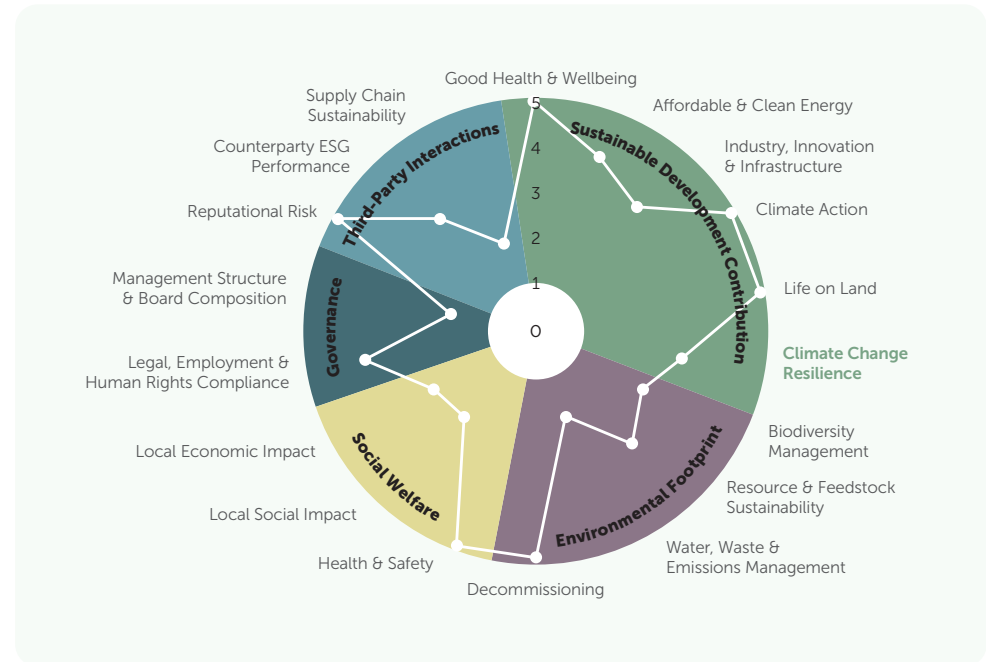 Good Health & Wellbeing
Affordable & Clean Energy
Industry, Innovation
& Infrastructure
Climate Action
Life on Land
Climate Change
Resilience
Biodiversity
Management
Resource & Feedstock
Sustainability
Water, Waste &
Emissions Management
Decommissioning
Health & Safety
Local Social Impact
Local Economic Impact
Legal, Employment &
Human Rights Compliance
Management Structure
& Board Composition
Reputational Risk
Counterparty ESG
Performance
Supply Chain
Sustainability
Third-Party Interactions
Sustainable Development Contribution
Environmental Footprint
Social Welfare
Governance
5
4
3
2
1
0